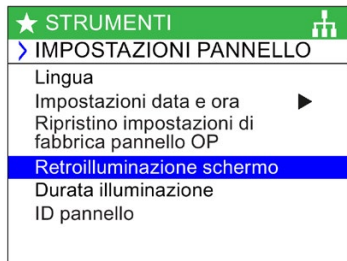 STRUMENTI
IMPOSTAZIONI PANNELLO
Lingua
Impostazioni data e ora
Ripristino impostazioni di
fabbrica pannello OP
Retroilluminazione schermo
Durata illuminazione
ID pannello